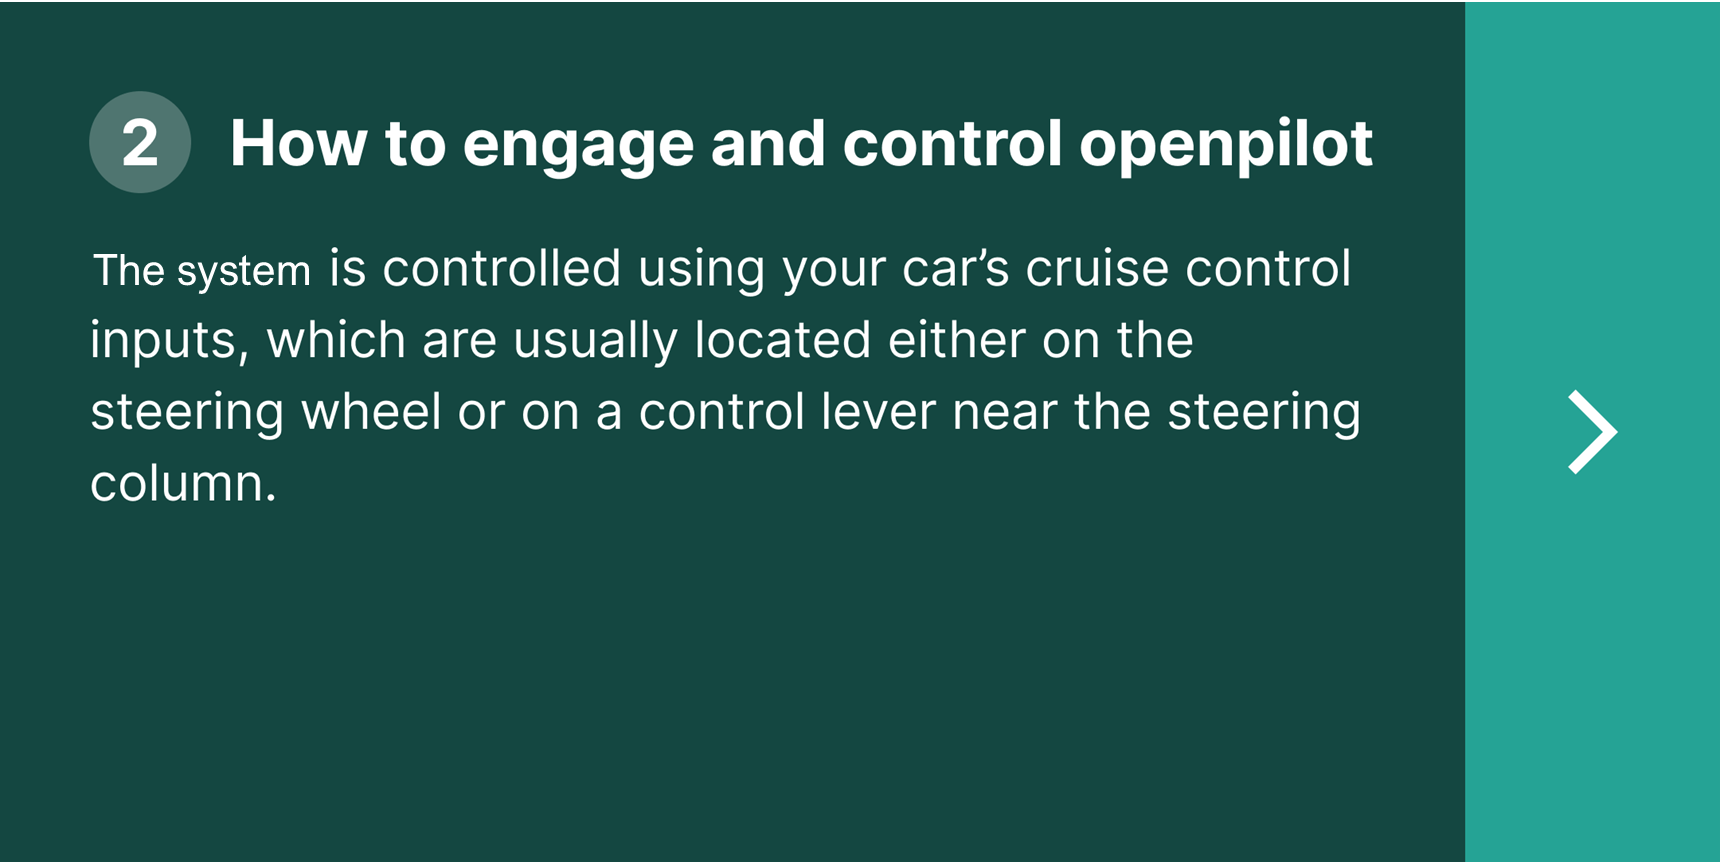 2 How to engage and control openpilot
The system is controlled using your car’s cruise control
inputs, which are usually located either on the
steering wheel or on a control lever near the steering
column.